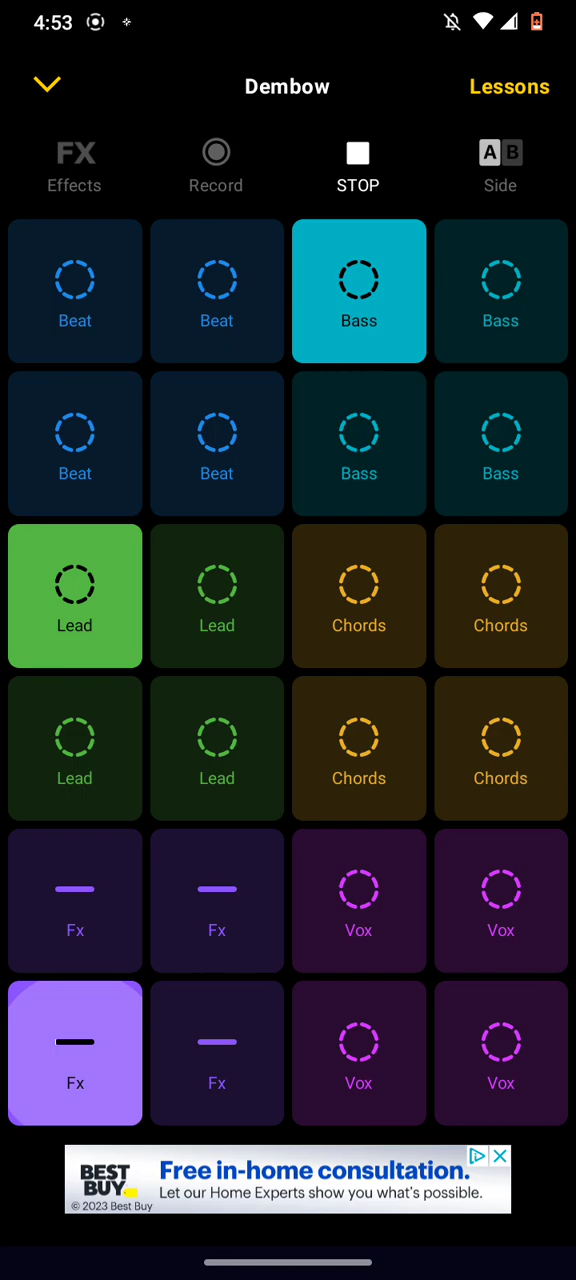 4:53
Dembow
Lessons
FX
Effects
Record
STOP
A B
Side
Beat
Beat
Bass
Bass
Beat
Beat
Bass
Bass
Lead
Lead
Chords
Chords
Lead
Lead
Chords
Chords
Fx
Fx
Vox
Vox
Fx
Fx
Vox
Vox
BEST
BUY
© 2023 Best Buy
Free in-home consultation.
Let our Home Experts show you what's possible.